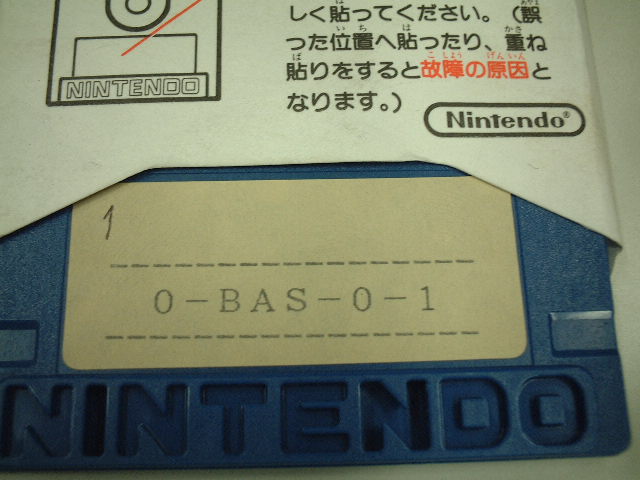 しく貼ってください。(誤
った位置へ貼ったり、重ね
貼りをすると故障の原因と
なります。)
NINTENDO
Nintendo®
1
O-BAS-O-1
NINTENDO